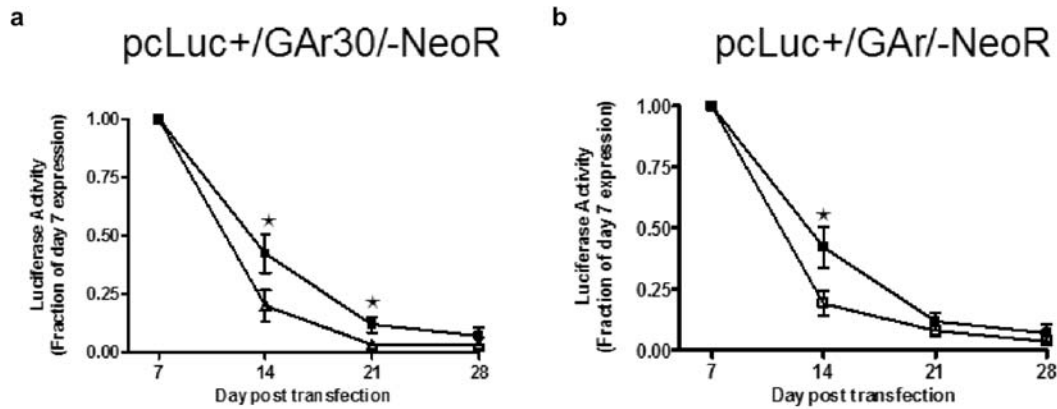 a
pcLuc+/GAr30/-NeoR
Luciferase Activity
(Fraction of day 7 expression)
1.00
0.75
0.50
0.25
0.00
7 14 21 28
Day post transfection
b
pcLuc+/GAr/-NeoR
Luciferase Activity
(Fraction of day 7 expression)
1.00
0.75
0.50
0.25
0.00
7 14 21 28
Day post transfection